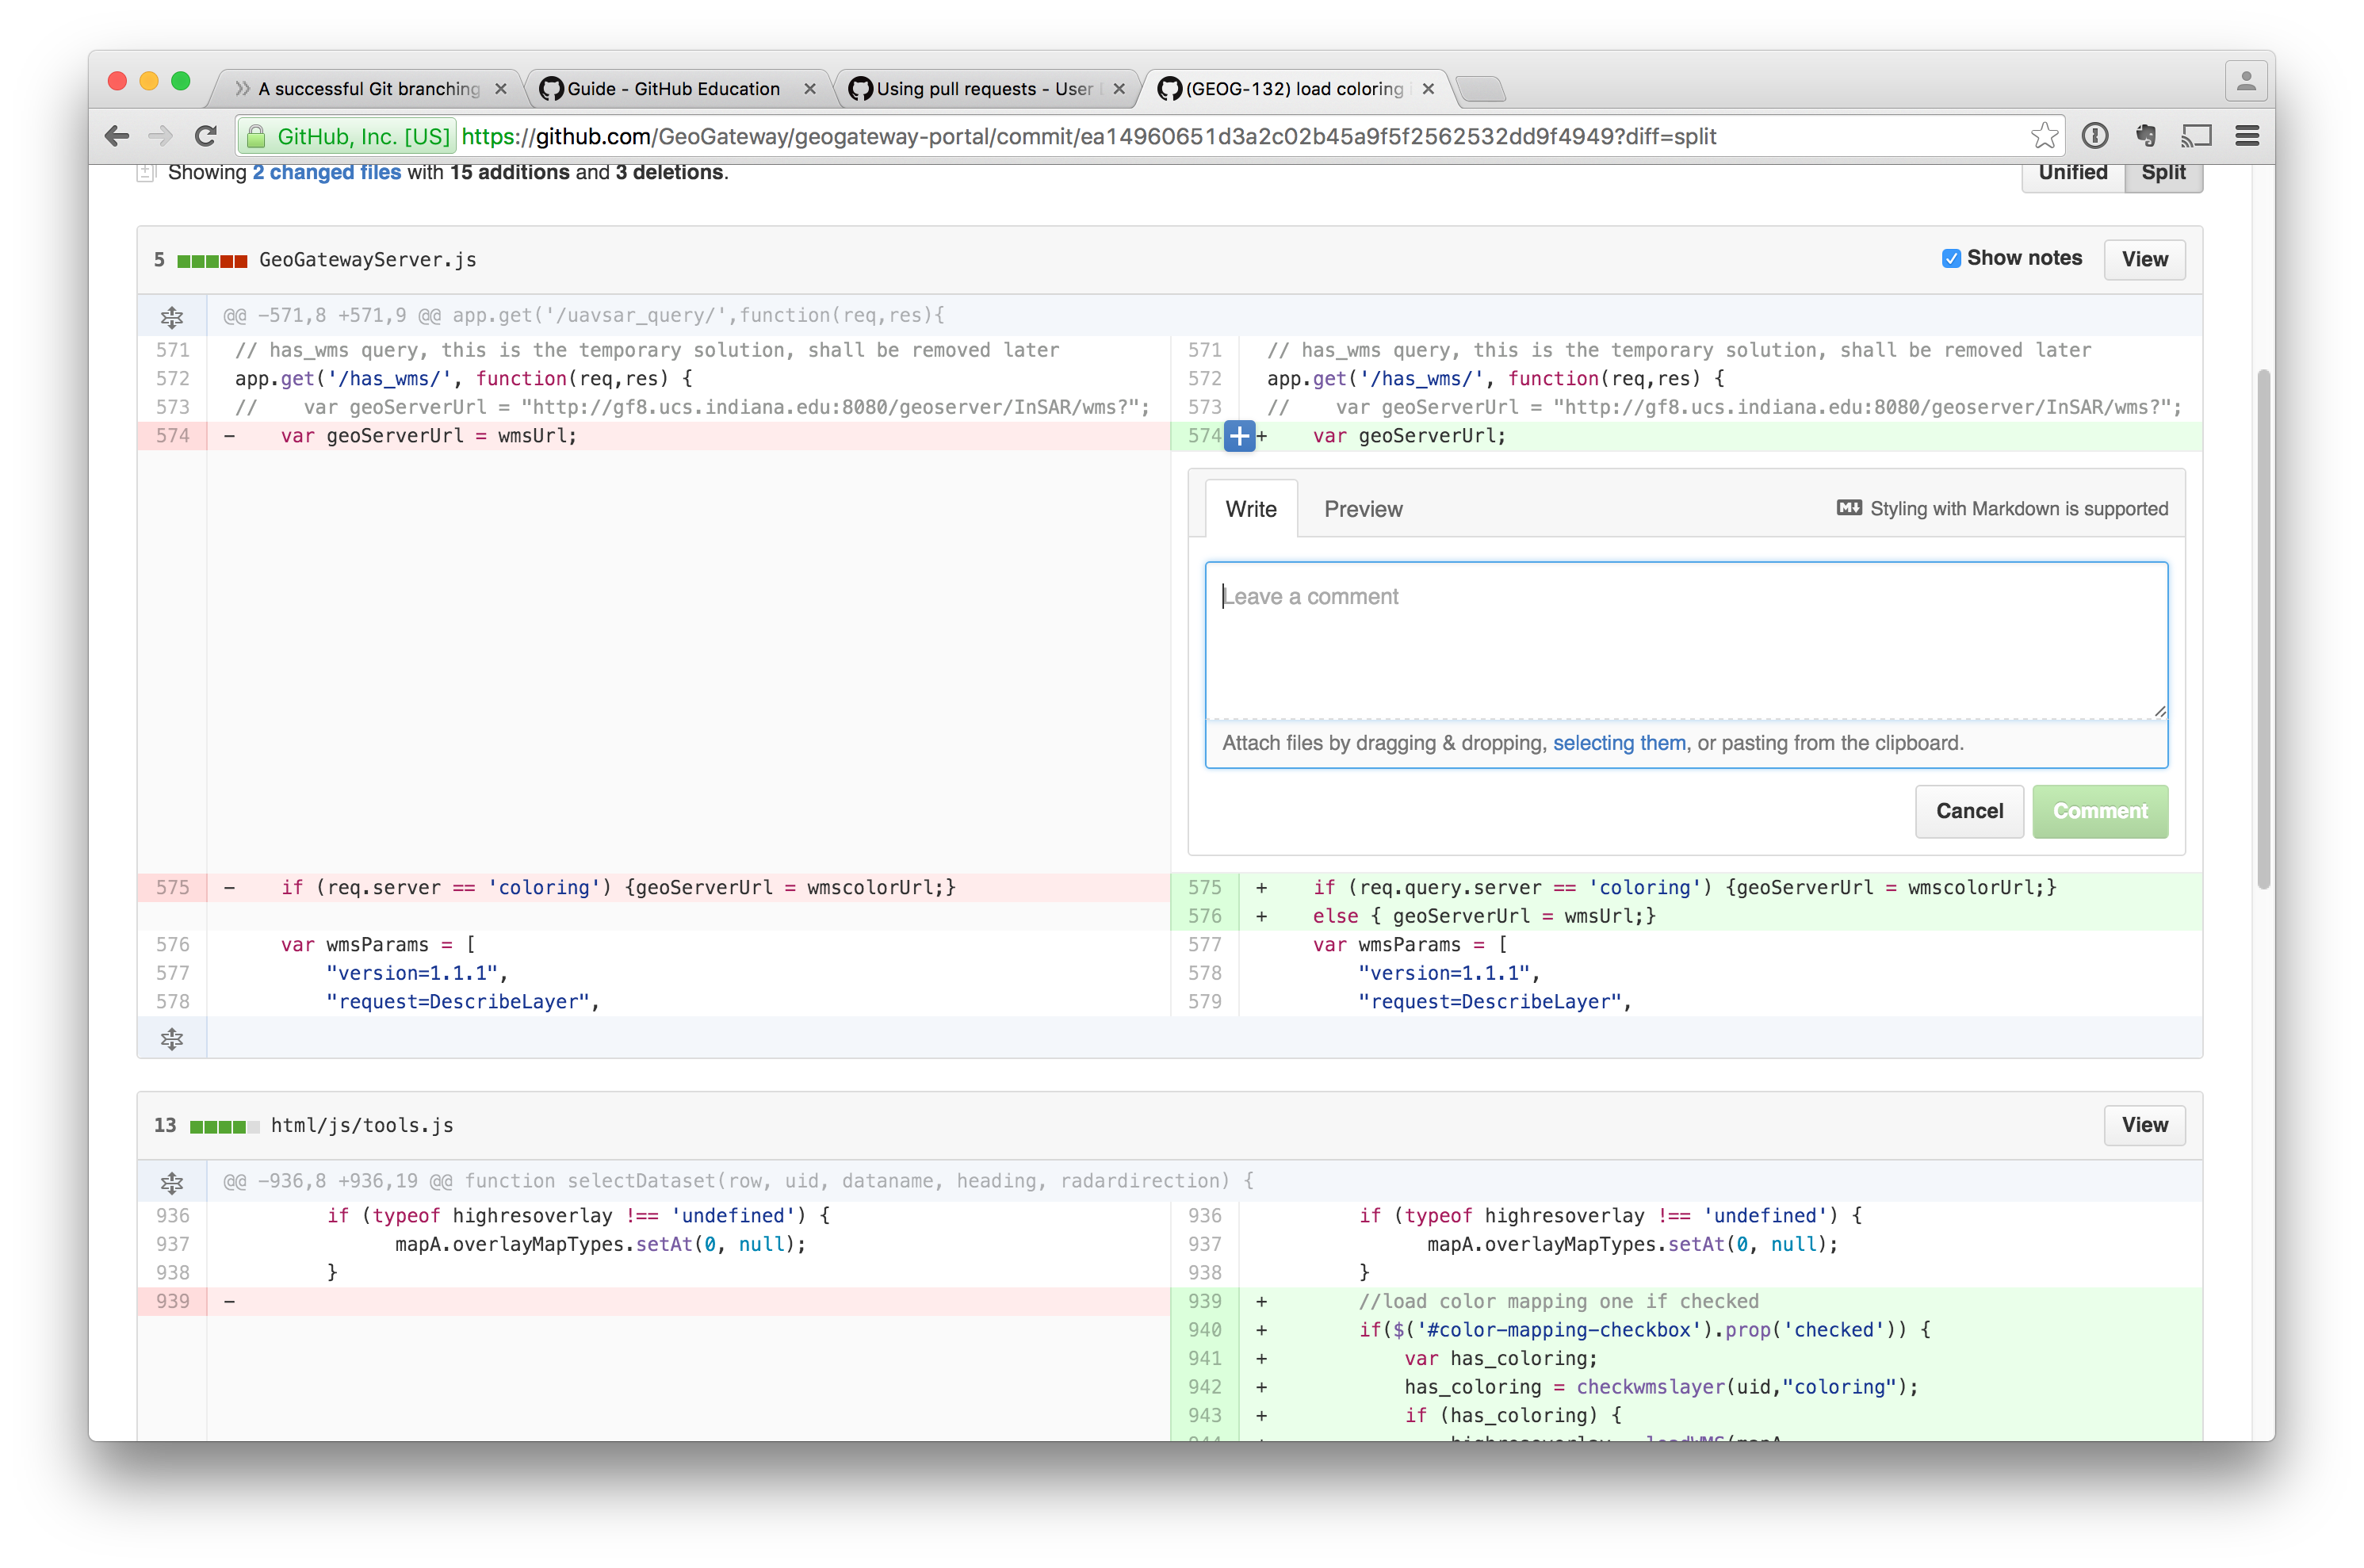 A successful Git branching
Guide - GitHub Education
Using pull requests - User
(GEOG-132) load coloring
GitHub, Inc. [US] https://github.com/GeoGateway/geogateway-portal/commit/ea14960651d3a2c02b45a9f5f2562532dd9f4949?diff=split
Showing 2 changed files with 15 additions and 3 deletions.
Unified Split
5 GeoGatewayServer.js
Show notes View
@@ -571,8 +571,9 @@ app.get('/uavsar_query/',function(req,res){
571 // has_wms query, this is the temporary solution, shall be removed later
572 app.get('/has_wms/', function(req,res) {
573 //    var geoServerUrl = "http://gf8.ucs.indiana.edu:8080/geoserver/InSAR/wms?";
574 -    var geoServerUrl = wmsUrl;
571 // has_wms query, this is the temporary solution, shall be removed later
572 app.get('/has_wms/', function(req,res) {
573 //    var geoServerUrl = "http://gf8.ucs.indiana.edu:8080/geoserver/InSAR/wms?";
574 +    var geoServerUrl;
Write Preview
Styling with Markdown is supported
Leave a comment
Attach files by dragging & dropping, selecting them, or pasting from the clipboard.
Cancel Comment
575 -    if (req.server == 'coloring') {geoServerUrl = wmscolorUrl;}
576     var wmsParams = [
577         "version=1.1.1",
578         "request=DescribeLayer",
575 +    if (req.query.server == 'coloring') {geoServerUrl = wmscolorUrl;}
576 +    else { geoServerUrl = wmsUrl;}
577     var wmsParams = [
578         "version=1.1.1",
579         "request=DescribeLayer",
13 html/js/tools.js
View
@@ -936,8 +936,19 @@ function selectDataset(row, uid, dataname, heading, radardirection) {
936         if (typeof highresoverlay !== 'undefined') {
937               mapA.overlayMapTypes.setAt(0, null);
938         }
939 -
936         if (typeof highresoverlay !== 'undefined') {
937               mapA.overlayMapTypes.setAt(0, null);
938         }
939 +        //load color mapping one if checked
940 +        if($('#color-mapping-checkbox').prop('checked')) {
941 +            var has_coloring;
942 +            has_coloring = checkwmslayer(uid,"coloring");
943 +            if (has_coloring) {